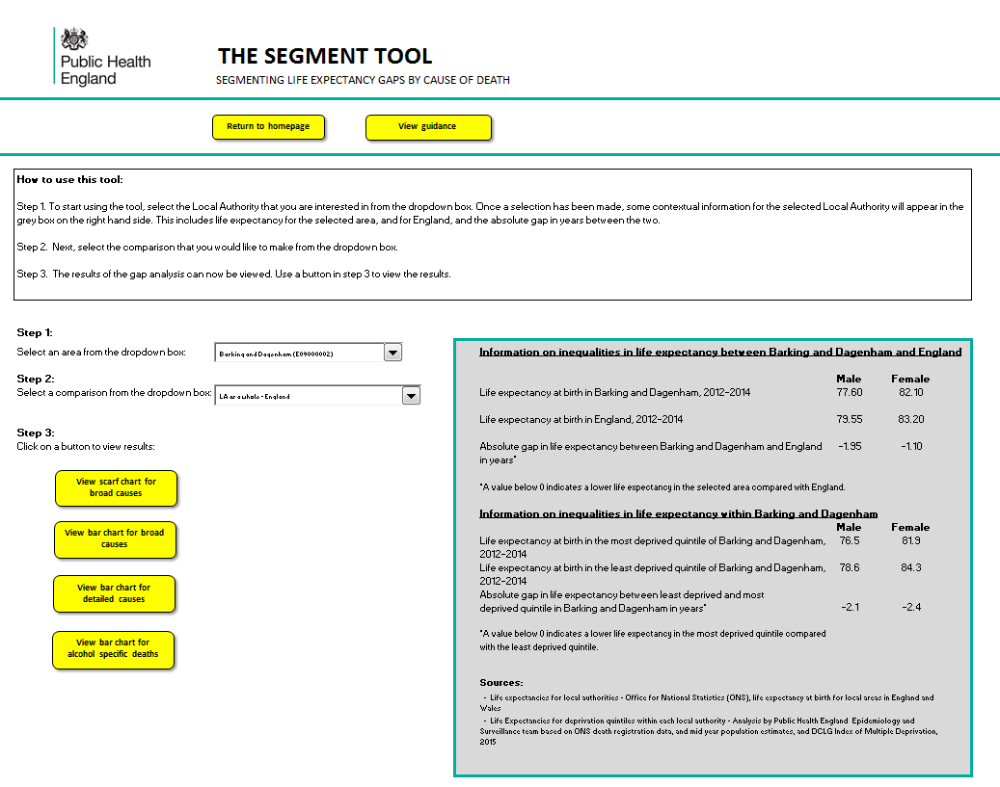 Public Health
England
THE SEGMENT TOOL
SEGMENTING LIFE EXPECTANCY GAPS BY CAUSE OF DEATH
Return to homepage
View guidance
How to use this tool:
Step 1. To start using the tool, select the Local Authority that you are interested in from the dropdown box. Once a selection has been made, some contextual information for the selected Local Authority will appear in the
grey box on the right hand side. This includes life expectancy for the selected area, and for England, and the absolute gap in years between the two.
Step 2. Next, select the comparison that you would like to make from the dropdown box.
Step 3. The results of the gap analysis can now be viewed. Use a button in step 3 to view the results.
Step 1:
Select an area from the dropdown box:
Barking and Dagenham (E09000002)
Step 2:
Select a comparison from the dropdown box:
LA as a whole - England
Step 3:
Click on a button to view results:
View scarf chart for
broad causes
View bar chart for broad
causes
View bar chart for
detailed causes
View bar chart for
alcohol specific deaths
Information on inequalities in life expectancy between Barking and Dagenham and England
Male Female
Life expectancy at birth in Barking and Dagenham, 2012-2014 77.60 82.10
Life expectancy at birth in England, 2012-2014 79.55 83.20
Absolute gap in life expectancy between Barking and Dagenham and England -1.95 -1.10
in years*
*A value below 0 indicates a lower life expectancy in the selected area compared with England.
Information on inequalities in life expectancy within Barking and Dagenham
Male Female
Life expectancy at birth in the most deprived quintile of Barking and Dagenham, 76.5 81.9
2012-2014
Life expectancy at birth in the least deprived quintile of Barking and Dagenham, 78.6 84.3
2012-2014
Absolute gap in life expectancy between least deprived and most
deprived quintile in Barking and Dagenham in years* -2.1 -2.4
*A value below 0 indicates a lower life expectancy in the most deprived quintile compared
with the least deprived quintile.
Sources:
- Life expectancies for local authorities - Office for National Statistics (ONS), life expectancy at birth for local areas in England and
Wales
- Life Expectancies for deprivation quintiles within each local authority - Analysis by Public Health England Epidemiology and
Surveillance team based on ONS death registration data, and mid year population estimates, and DCLG Index of Multiple Deprivation,
2015